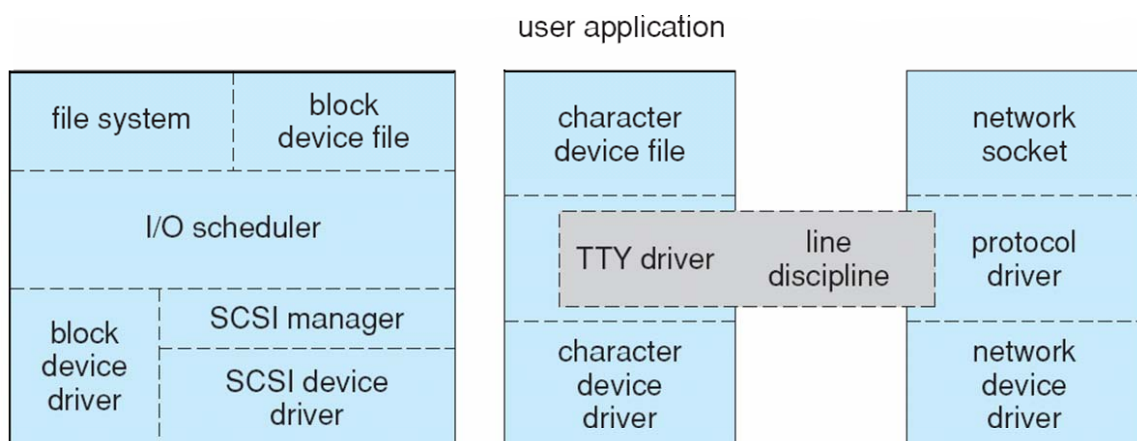 user application
file system
block
device file
I/O scheduler
block
device
driver
SCSI manager
SCSI device
driver
character
device file
TTY driver
line
discipline
character
device
driver
network
socket
protocol
driver
network
device
driver